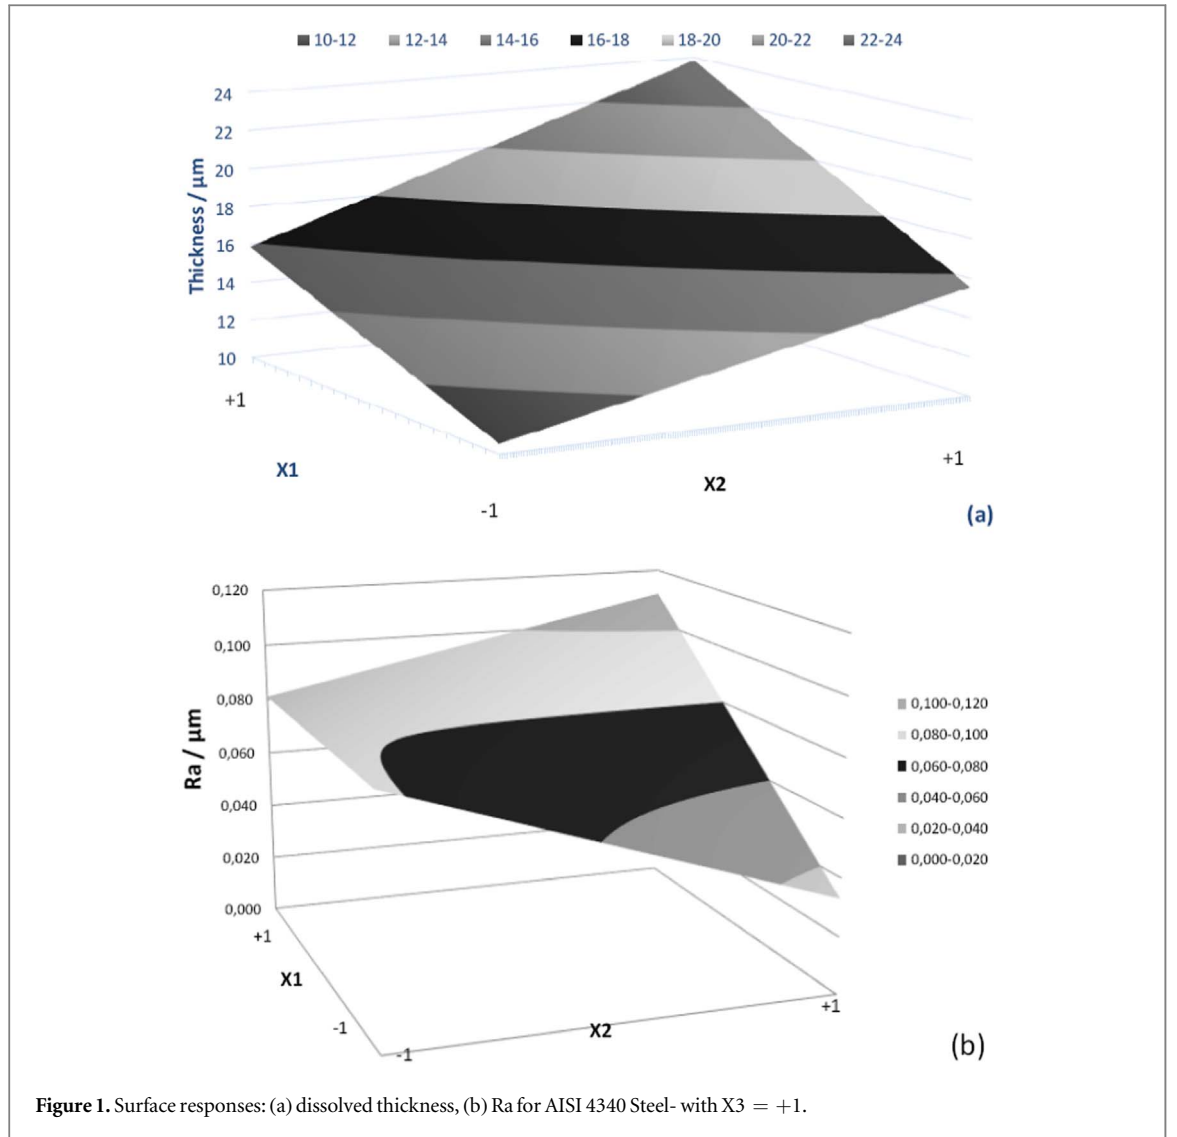 10-12 12-14 14-16 16-18 18-20 20-22 22-24
24
22
20
18
16
14
12
10
Thickness / µm
+1
X1
-1
X2
+1
(a)
0,120
0,100
0,080
0,060
0,040
0,020
0,000
Ra / µm
+1
X1
-1
-1
X2
+1
0,100-0,120
0,080-0,100
0,060-0,080
0,040-0,060
0,020-0,040
0,000-0,020
(b)
Figure 1. Surface responses: (a) dissolved thickness, (b) Ra for AISI 4340 Steel- with X3 = +1.